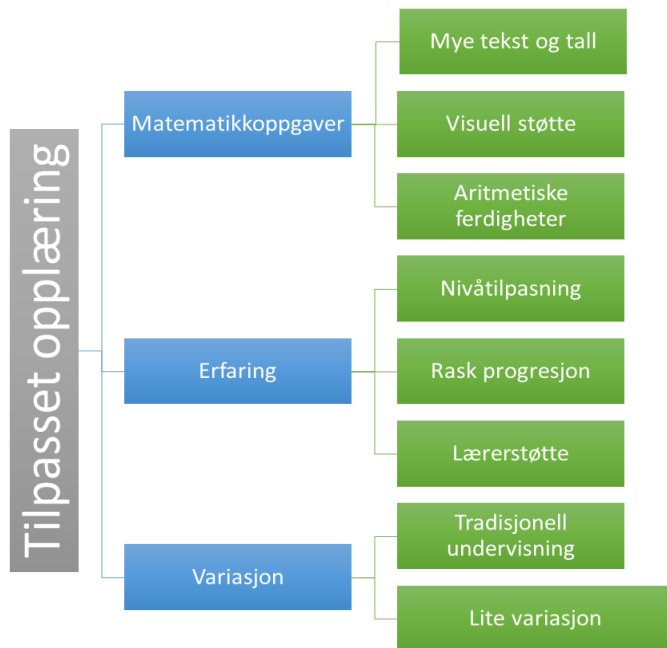 Tilpasset opplæring
Matematikkoppgaver
Mye tekst og tall
Visuell støtte
Aritmetiske
ferdigheter
Erfaring
Nivåtilpasning
Rask progresjon
Lærerstøtte
Variasjon
Tradisjonell
undervisning
Lite variasjon